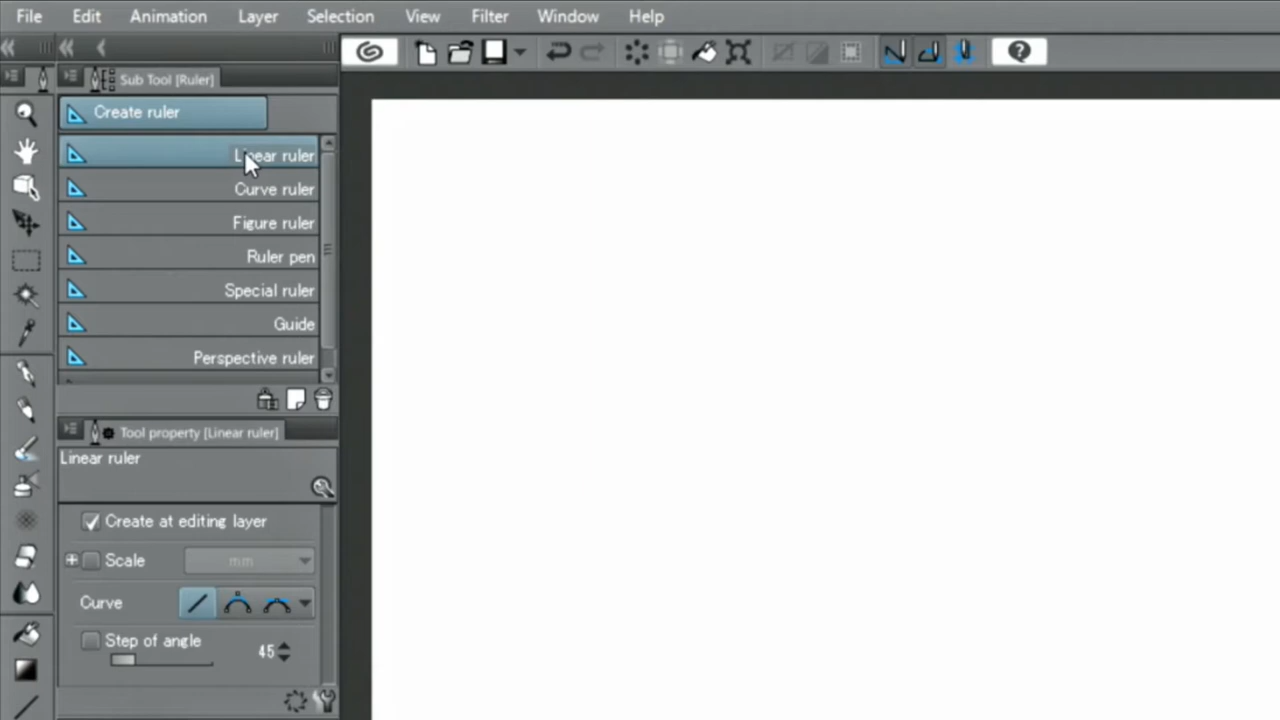 File Edit Animation Layer Selection View Filter Window Help
Sub Tool [Ruler]
Create ruler
Linear ruler
Curve ruler
Figure ruler
Ruler pen
Special ruler
Guide
Perspective ruler
Tool property [Linear ruler]
Linear ruler
Create at editing layer
Scale mm
Curve
Step of angle 45